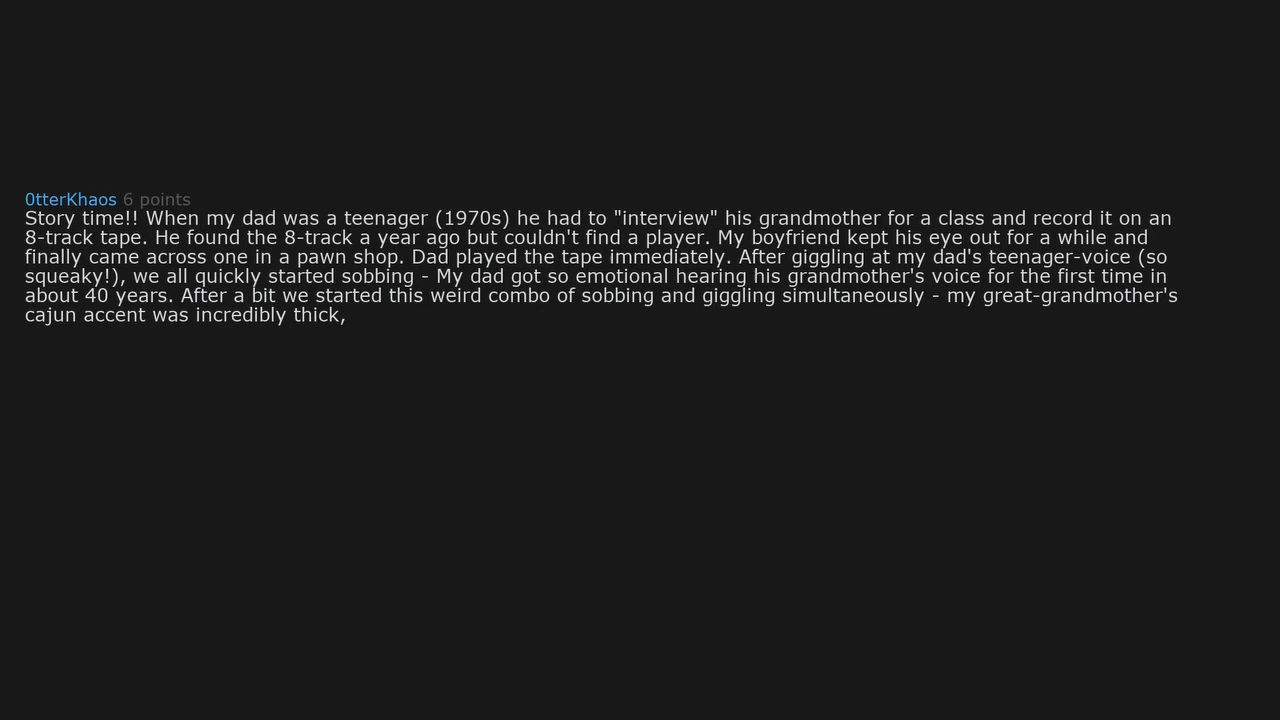 0tterKhaos 6 points
Story time!! When my dad was a teenager (1970s) he had to "interview" his grandmother for a class and record it on an
8-track tape. He found the 8-track a year ago but couldn't find a player. My boyfriend kept his eye out for a while and
finally came across one in a pawn shop. Dad played the tape immediately. After giggling at my dad's teenager-voice (so
squeaky!), we all quickly started sobbing - My dad got so emotional hearing his grandmother's voice for the first time in
about 40 years. After a bit we started this weird combo of sobbing and giggling simultaneously - my great-grandmother's
cajun accent was incredibly thick,